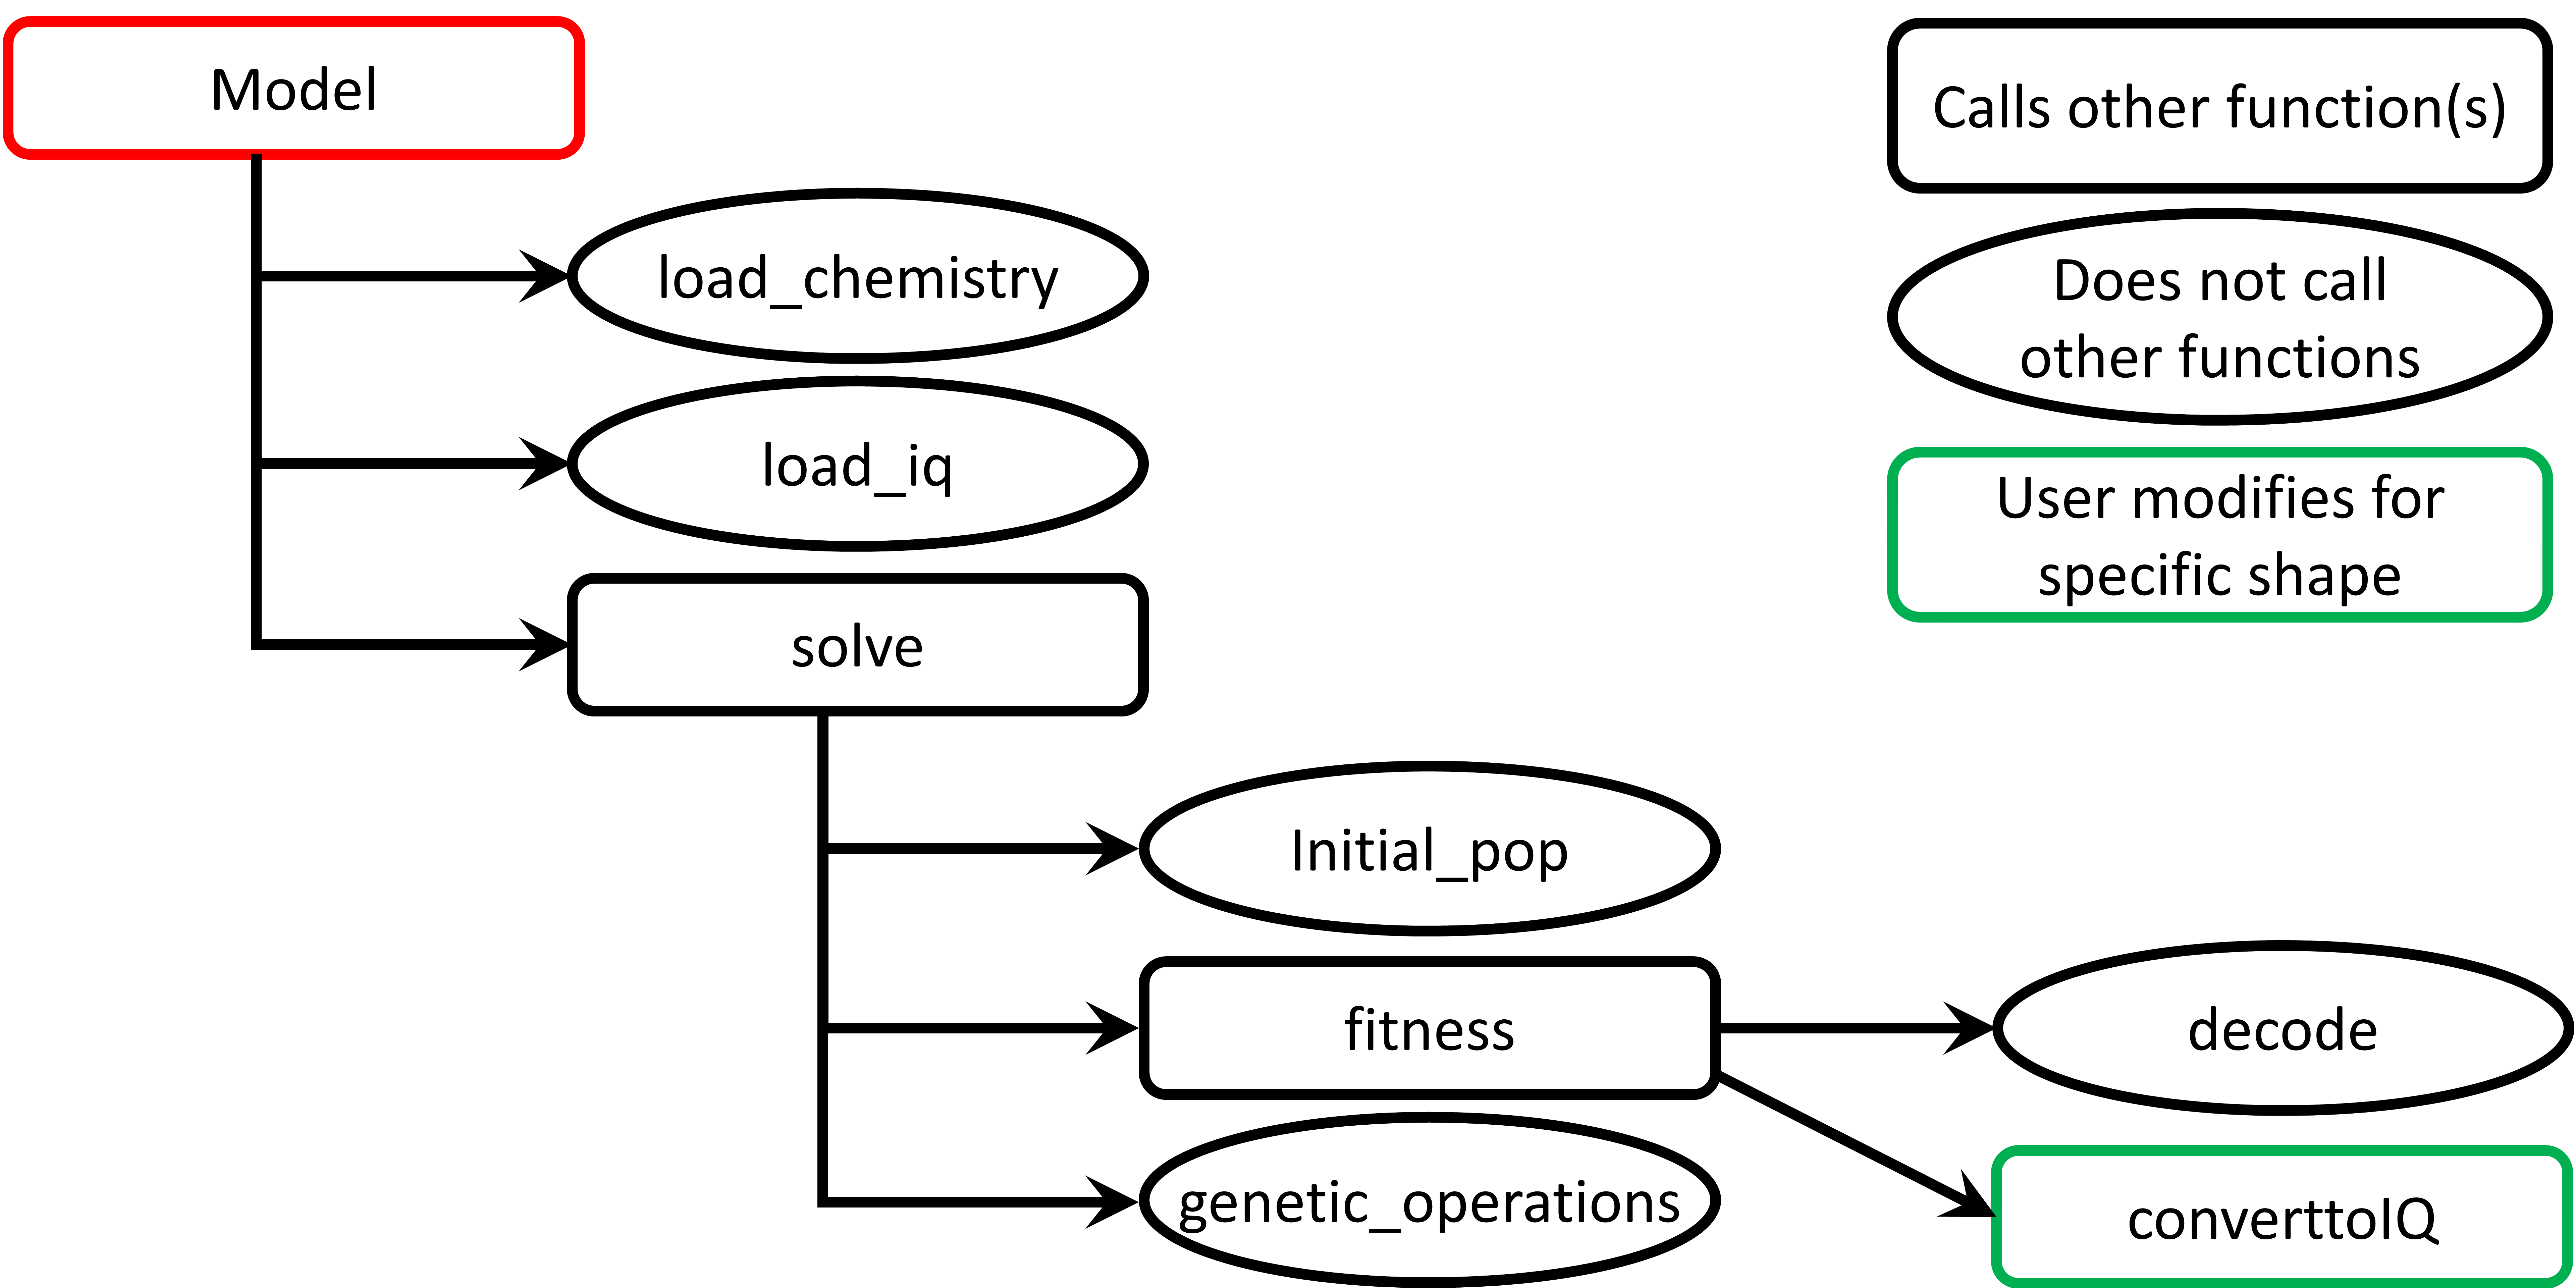 Model
Calls other function(s)
load_chemistry
Does not call
other functions
load_iq
User modifies for
specific shape
solve
Initial_pop
fitness
decode
genetic_operations
converttoIQ